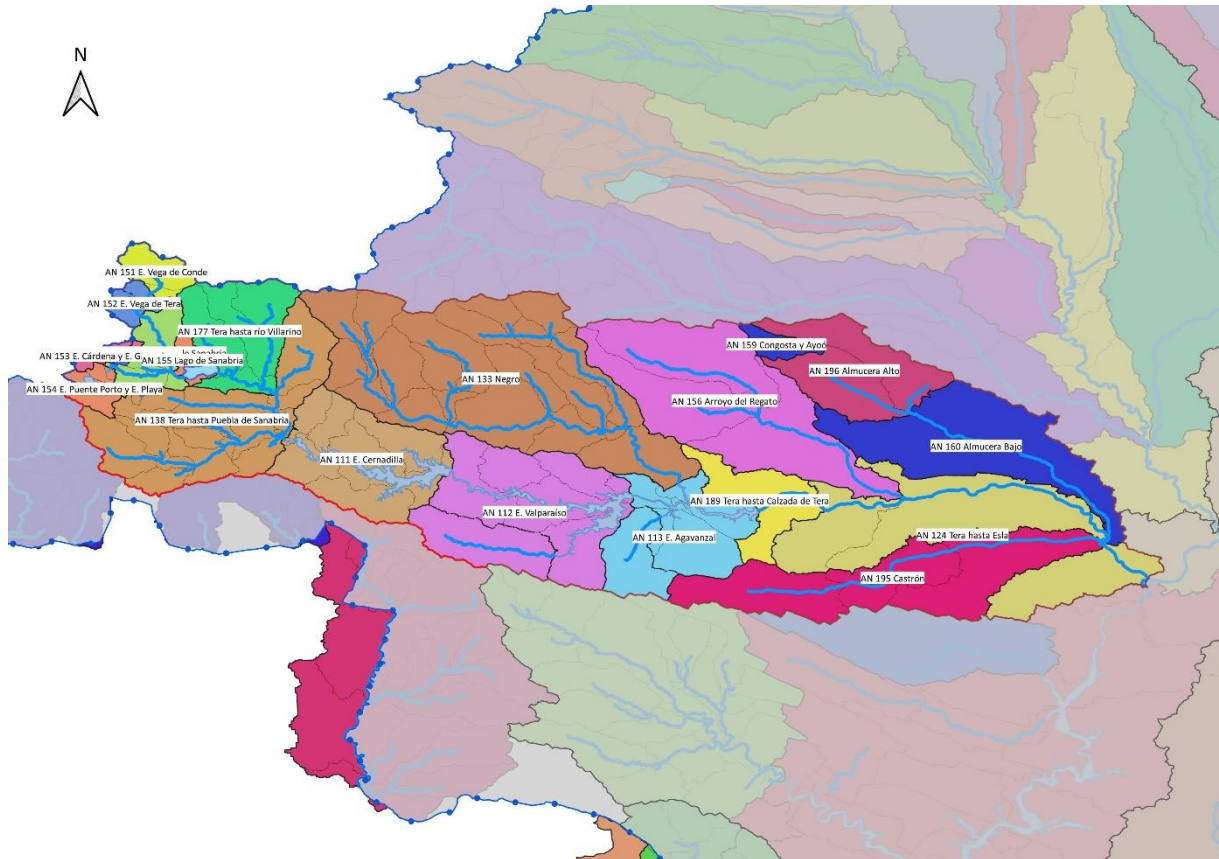 N
AN 151 E. Vega de Conde
AN 152 E. Vega de Tera
AN 177 Tera hasta río Villarino
AN 153 E. Cárdena y E. G
Sanabria
AN 155 Lago de Sanabria
AN 154 E. Puente Porto y E. Playa
AN 138 Tera hasta Puebla de Sanabria
AN 133 Negro
AN 159 Congosta y Ayoó
AN 196 Almucera Alto
AN 156 Arroyo del Regato
AN 160 Almucera Bajo
AN 111 E. Cernadilla
AN 112 E. Valparaíso
AN 189 Tera hasta Calzada de Tera
AN 113 E. Agavanzal
AN 124 Tera hasta Esla
AN 195 Castrón